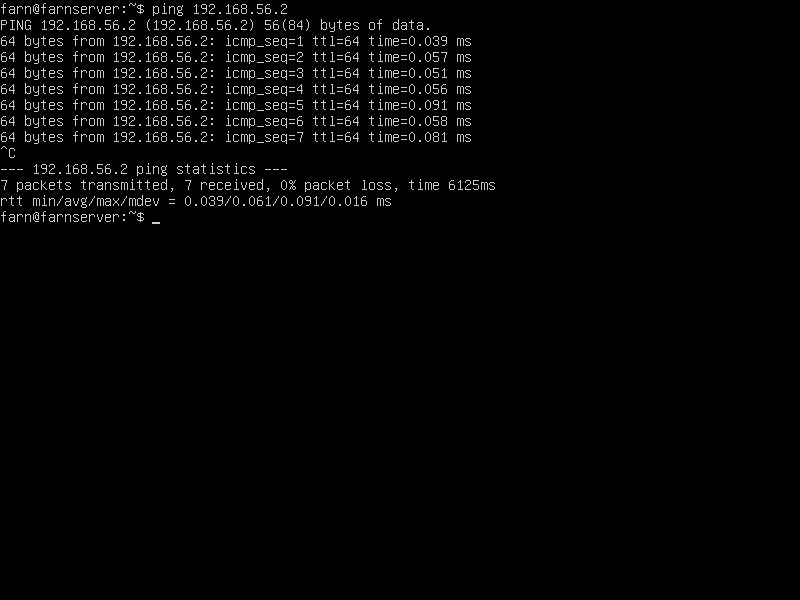 farn@farnserver:~$ ping 192.168.56.2
PING 192.168.56.2 (192.168.56.2) 56(84) bytes of data.
64 bytes from 192.168.56.2: icmp_seq=1 ttl=64 time=0.039 ms
64 bytes from 192.168.56.2: icmp_seq=2 ttl=64 time=0.057 ms
64 bytes from 192.168.56.2: icmp_seq=3 ttl=64 time=0.051 ms
64 bytes from 192.168.56.2: icmp_seq=4 ttl=64 time=0.056 ms
64 bytes from 192.168.56.2: icmp_seq=5 ttl=64 time=0.091 ms
64 bytes from 192.168.56.2: icmp_seq=6 ttl=64 time=0.058 ms
64 bytes from 192.168.56.2: icmp_seq=7 ttl=64 time=0.081 ms
^C
--- 192.168.56.2 ping statistics ---
7 packets transmitted, 7 received, 0% packet loss, time 6125ms
rtt min/avg/max/mdev = 0.039/0.061/0.091/0.016 ms
farn@farnserver:~$ _